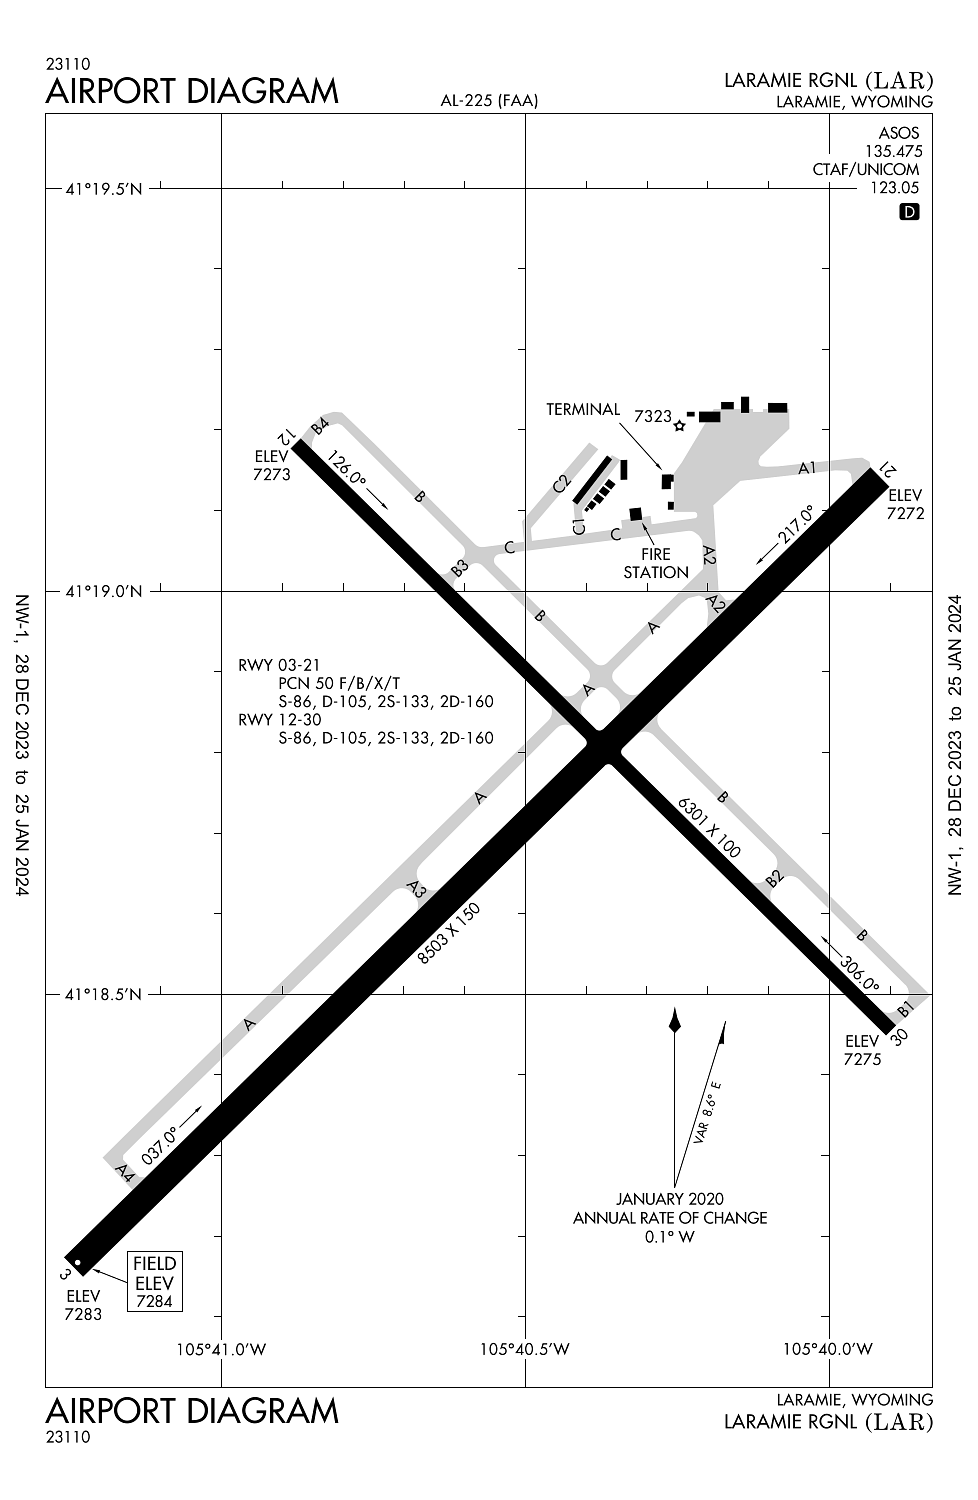 23110
AIRPORT DIAGRAM
AL-225 (FAA)
LARAMIE RGNL (LAR)
LARAMIE, WYOMING
ASOS
135.475
CTAF/UNICOM
123.05
D
41°19.5'N
TERMINAL
7323
12
B4
ELEV
7273
126.0°
B
C2
C1
C
C
A1
21
ELEV
7272
217.0°
FIRE
STATION
A2
B3
41°19.0'N
A2
B
A
A
RWY 03-21
PCN 50 F/B/X/T
S-86, D-105, 2S-133, 2D-160
RWY 12-30
S-86, D-105, 2S-133, 2D-160
NW-1, 28 DEC 2023 to 25 JAN 2024
NW-1, 28 DEC 2023 to 25 JAN 2024
A
B
6301 X 100
A3
B2
8503 X 150
B
306.0°
41°18.5'N
B1
30
ELEV
7275
A
VAR 8.6° E
037.0°
A4
JANUARY 2020
ANNUAL RATE OF CHANGE
0.1° W
3
ELEV
7283
FIELD
ELEV
7284
105°41.0'W
105°40.5'W
105°40.0'W
AIRPORT DIAGRAM
23110
LARAMIE, WYOMING
LARAMIE RGNL (LAR)